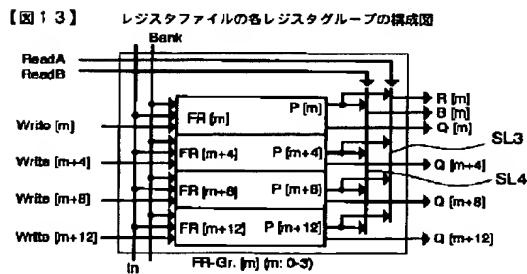 【図13】 レジスタファイルの各レジスタグループの構成図
Bank
ReadA
ReadB
P [m] R [m]
FR [m] B [m]
Write [m] Q [m]
FR [m+4] P [m+4] SL3
Write [m+4] Q [m+4]
FR [m+8] P [m+8] SL4
Write [m+8] Q [m+8]
FR [m+12] P [m+12]
Write [m+12] Q [m+12]
In FR-Gr. [m] (m: 0-3)